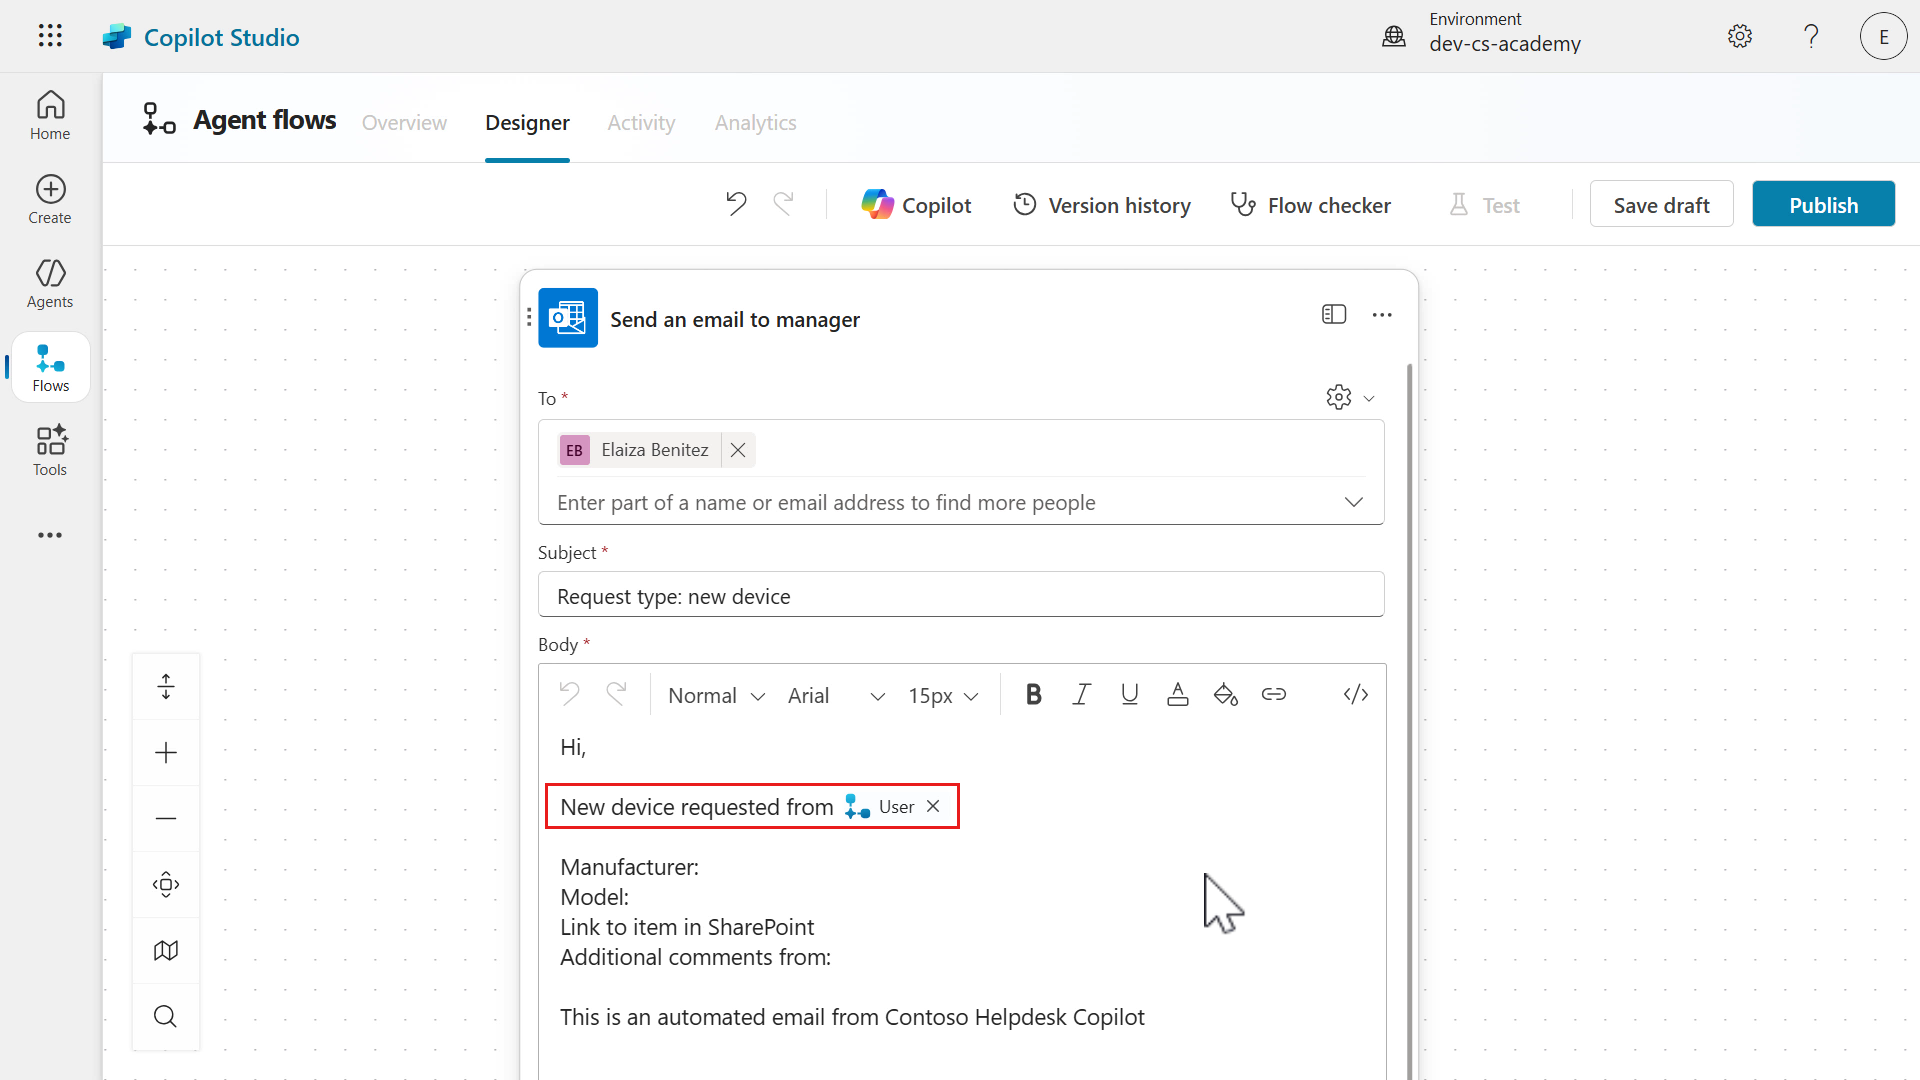 Copilot Studio
Environment
dev-cs-academy
E
Home
Create
Agents
Flows
Tools
Agent flows
Overview
Designer
Activity
Analytics
Copilot
Version history
Flow checker
Test
Save draft
Publish
Send an email to manager
To *
EB Elaiza Benitez
Enter part of a name or email address to find more people
Subject *
Request type: new device
Body *
Normal
Arial
15px
Hi,
New device requested from User
Manufacturer:
Model:
Link to item in SharePoint
Additional comments from:
This is an automated email from Contoso Helpdesk Copilot